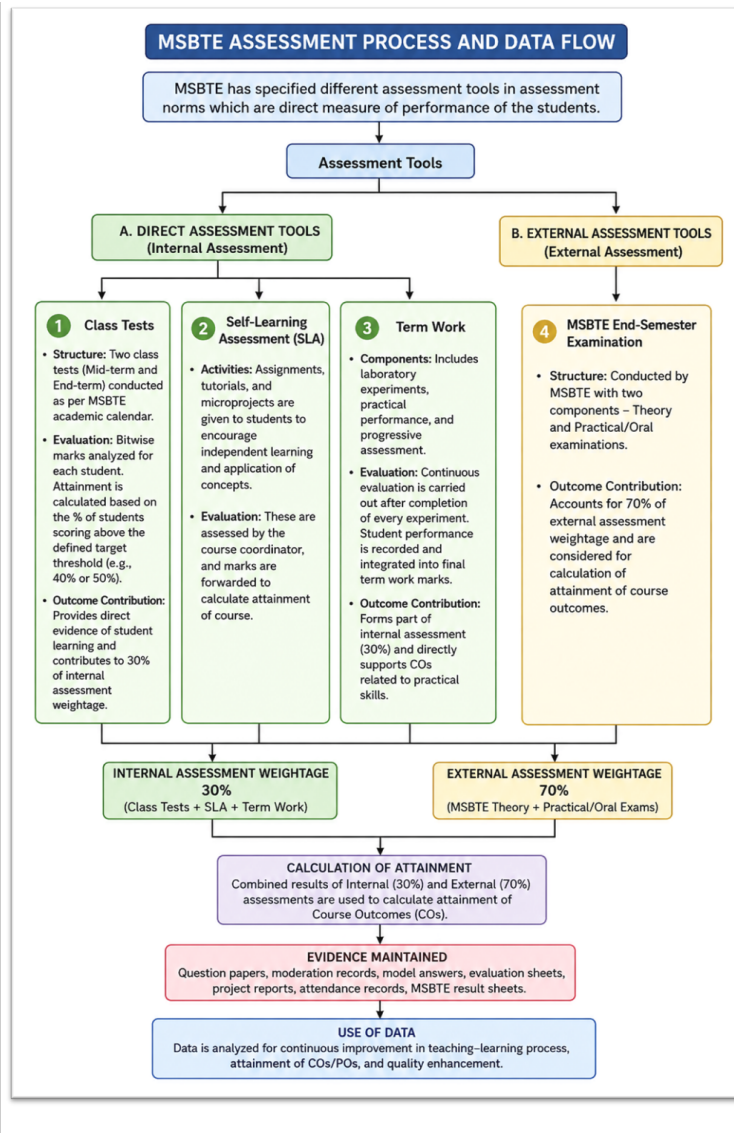 MSBTE ASSESSMENT PROCESS AND DATA FLOW
MSBTE has specified different assessment tools in assessment
norms which are direct measure of performance of the students.
Assessment Tools
A. DIRECT ASSESSMENT TOOLS
(Internal Assessment)
B. EXTERNAL ASSESSMENT TOOLS
(External Assessment)
1 Class Tests
• Structure: Two class
tests (Mid-term and
End-term) conducted
as per MSBTE
academic calendar.
• Evaluation: Bitwise
marks analyzed for
each student.
Attainment is
calculated based on
the % of students
scoring above the
defined target
threshold (e.g.,
40% or 50%).
• Outcome Contribution:
Provides direct
evidence of student
learning and
contributes to 30%
of internal
assessment
weightage.
2 Self-Learning
Assessment (SLA)
• Activities: Assignments,
tutorials, and
microprojects are
given to students to
encourage
independent learning
and application of
concepts.
• Evaluation: These are
assessed by the
course coordinator,
and marks are
forwarded to
calculate attainment
of course.
3 Term Work
• Components: Includes
laboratory
experiments,
practical
performance, and
progressive
assessment.
• Evaluation: Continuous
evaluation is carried
out after completion
of every experiment.
Student performance
is recorded and
integrated into final
term work marks.
• Outcome Contribution:
Forms part of
internal assessment
(30%) and directly
supports COs
related to practical
skills.
4 MSBTE End-Semester
Examination
• Structure: Conducted by
MSBTE with two
components – Theory
and Practical/Oral
examinations.
• Outcome Contribution:
Accounts for 70% of
external assessment
weightage and are
considered for
calculation of
attainment of course
outcomes.
INTERNAL ASSESSMENT WEIGHTAGE
30%
(Class Tests + SLA + Term Work)
EXTERNAL ASSESSMENT WEIGHTAGE
70%
(MSBTE Theory + Practical/Oral Exams)
CALCULATION OF ATTAINMENT
Combined results of Internal (30%) and External (70%)
assessments are used to calculate attainment of
Course Outcomes (COs).
EVIDENCE MAINTAINED
Question papers, moderation records, model answers, evaluation sheets,
project reports, attendance records, MSBTE result sheets.
USE OF DATA
Data is analyzed for continuous improvement in teaching–learning process,
attainment of COs/POs, and quality enhancement.